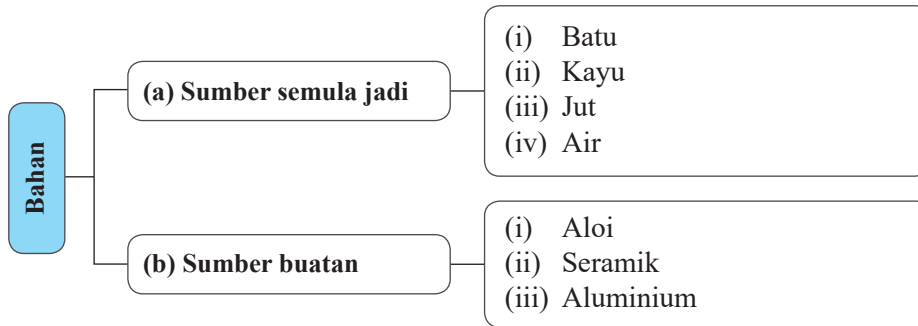 Bahan
(a) Sumber semula jadi
(i) Batu
(ii) Kayu
(iii) Jut
(iv) Air
(b) Sumber buatan
(i) Aloi
(ii) Seramik
(iii) Aluminium